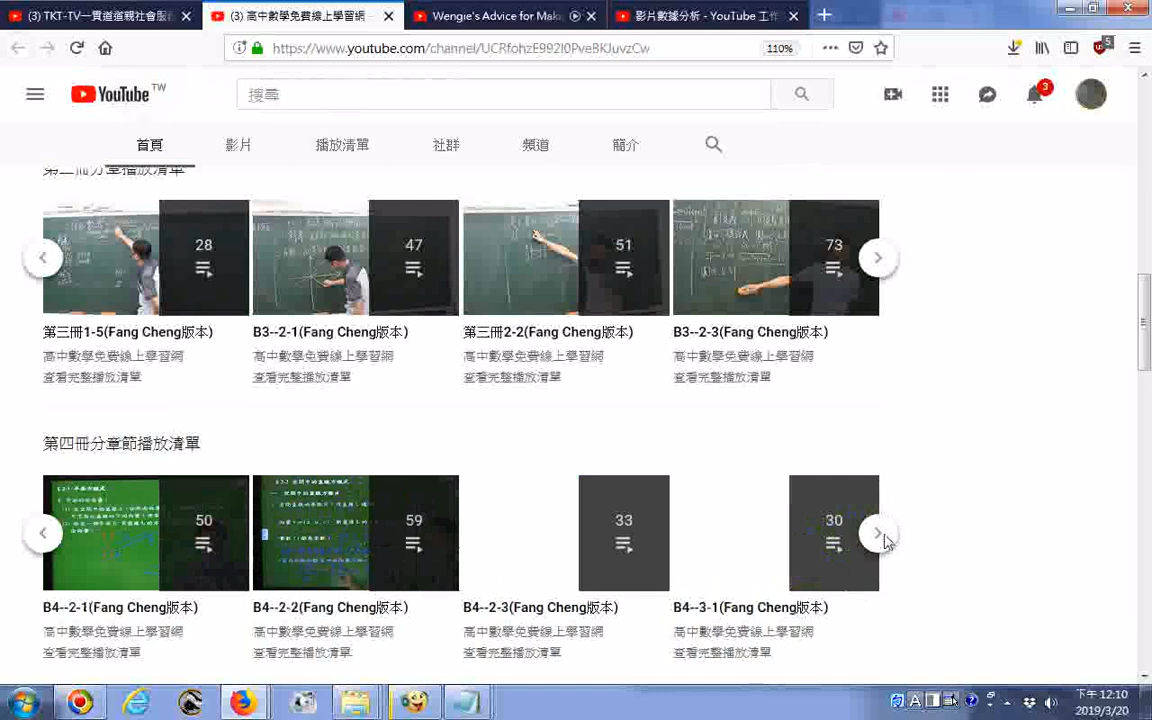 (3) TKT-TV一貫道道親社會服務
(3) 高中數學免費線上學習網 -
Wengie's Advice for Mak
影片數據分析 - YouTube 工作
https://www.youtube.com/channel/
110%
YouTube TW
搜尋
3
5
首頁
影片
播放清單
社群
頻道
簡介
28
47
51
73
第三冊1-5(Fang Cheng版本)
B3--2-1(Fang Cheng版本)
第三冊2-2(Fang Cheng版本)
B3--2-3(Fang Cheng版本)
高中數學免費線上學習網
高中數學免費線上學習網
高中數學免費線上學習網
高中數學免費線上學習網
查看完整播放清單
查看完整播放清單
查看完整播放清單
查看完整播放清單
第四冊分章節播放清單
50
59
33
30
B4--2-1(Fang Cheng版本)
B4--2-2(Fang Cheng版本)
B4--2-3(Fang Cheng版本)
B4--3-1(Fang Cheng版本)
高中數學免費線上學習網
高中數學免費線上學習網
高中數學免費線上學習網
高中數學免費線上學習網
查看完整播放清單
查看完整播放清單
查看完整播放清單
查看完整播放清單
A
下午 12:10
2019/3/20